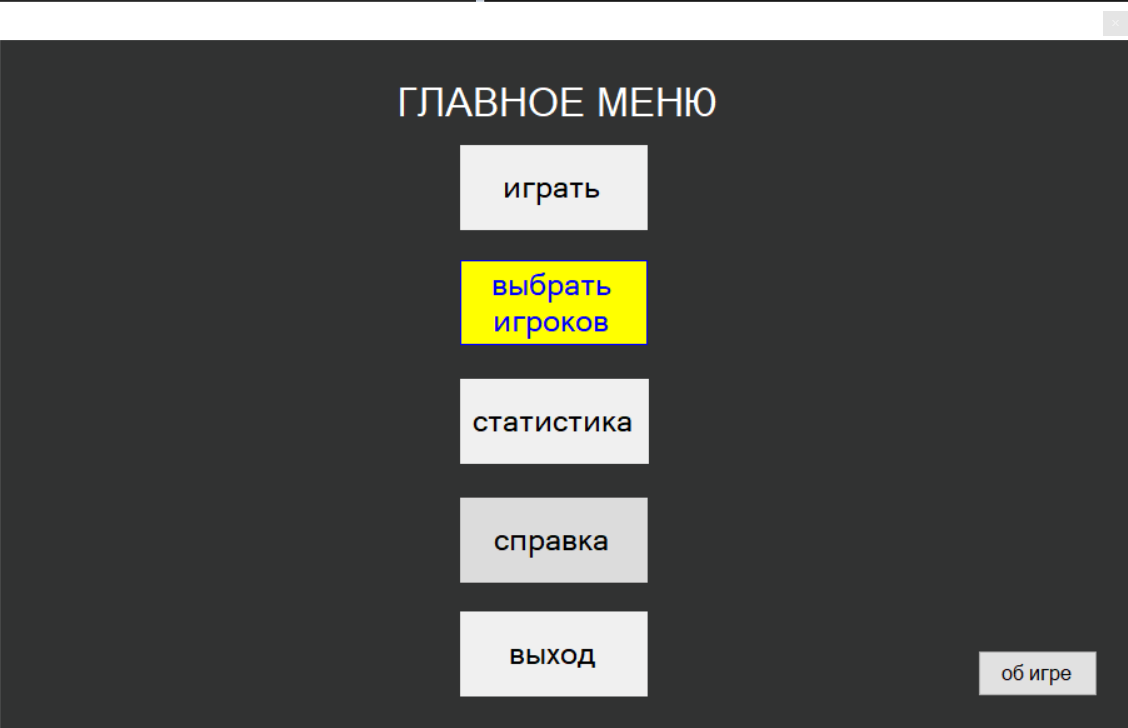 ГЛАВНОЕ МЕНЮ
играть
выбрать
игроков
статистика
справка
выход
об игре